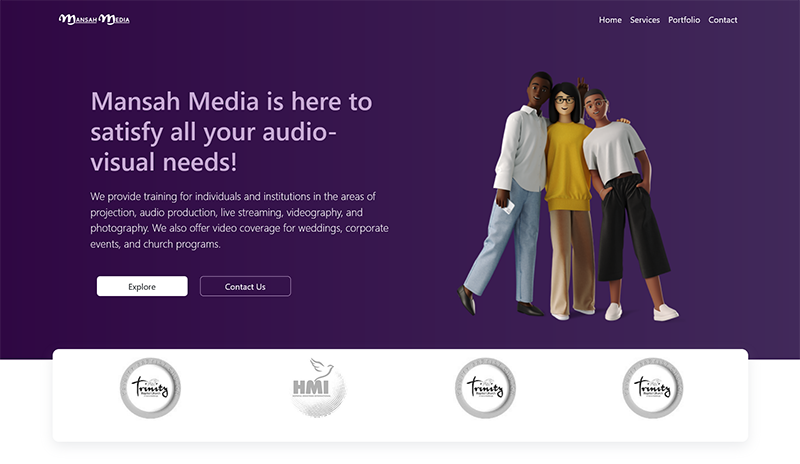 Mansah Media
Home Services Portfolio Contact
Mansah Media is here to
satisfy all your audio-
visual needs!
We provide training for individuals and institutions in the areas of
projection, audio production, live streaming, videography, and
photography. We also offer video coverage for weddings, corporate
events, and church programs.
Explore Contact Us
Trinity HMI Trinity Trinity